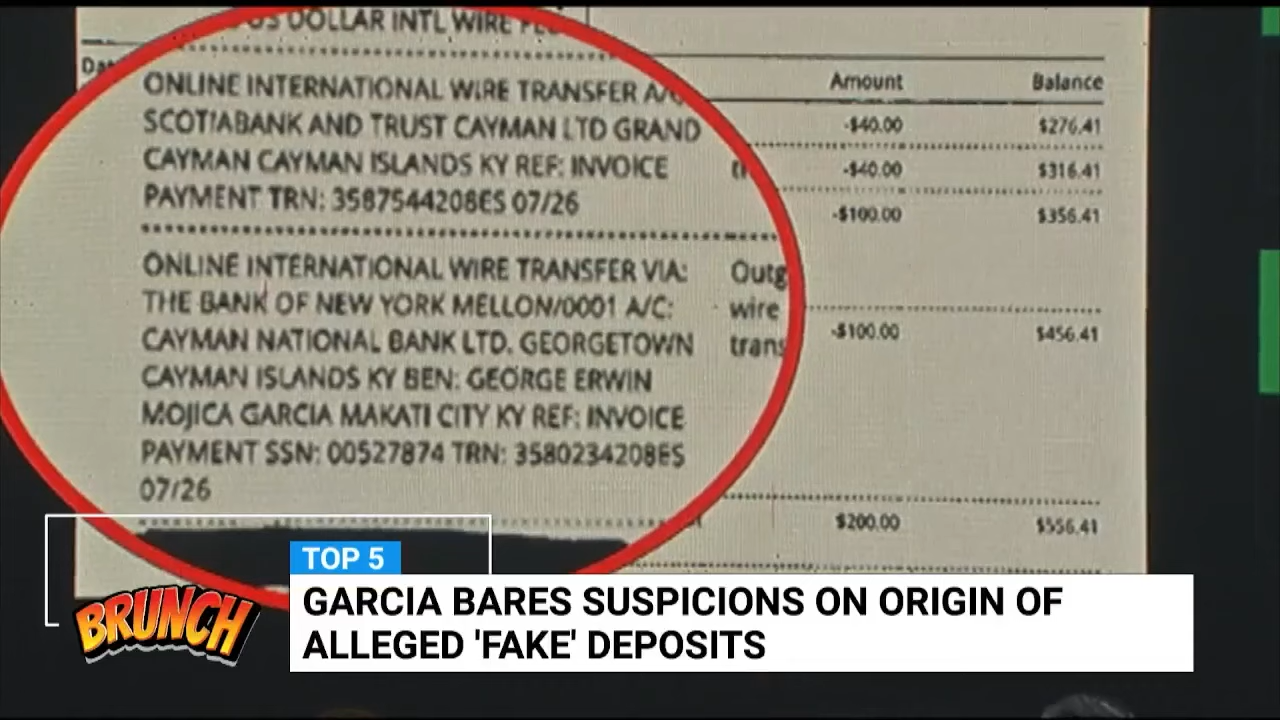 US DOLLAR INTL WIRE
Amount Balance
ONLINE INTERNATIONAL WIRE TRANSFER A/C
SCOTIABANK AND TRUST CAYMAN LTD GRAND
CAYMAN CAYMAN ISLANDS KY REF: INVOICE
PAYMENT TRN: 3587544208ES 07/26
-$40.00 $276.41
-$40.00 $316.41
-$100.00 $356.41
ONLINE INTERNATIONAL WIRE TRANSFER VIA:
THE BANK OF NEW YORK MELLON/0001 A/C:
CAYMAN NATIONAL BANK LTD. GEORGETOWN
CAYMAN ISLANDS KY BEN: GEORGE ERWIN
MOJICA GARCIA MAKATI CITY KY REF: INVOICE
PAYMENT SSN: 00527874 TRN: 3580234208ES
07/26
Outg
wire
trans
-$100.00 $456.41
$200.00 $556.41
TOP 5
BRUNCH
GARCIA BARES SUSPICIONS ON ORIGIN OF
ALLEGED 'FAKE' DEPOSITS